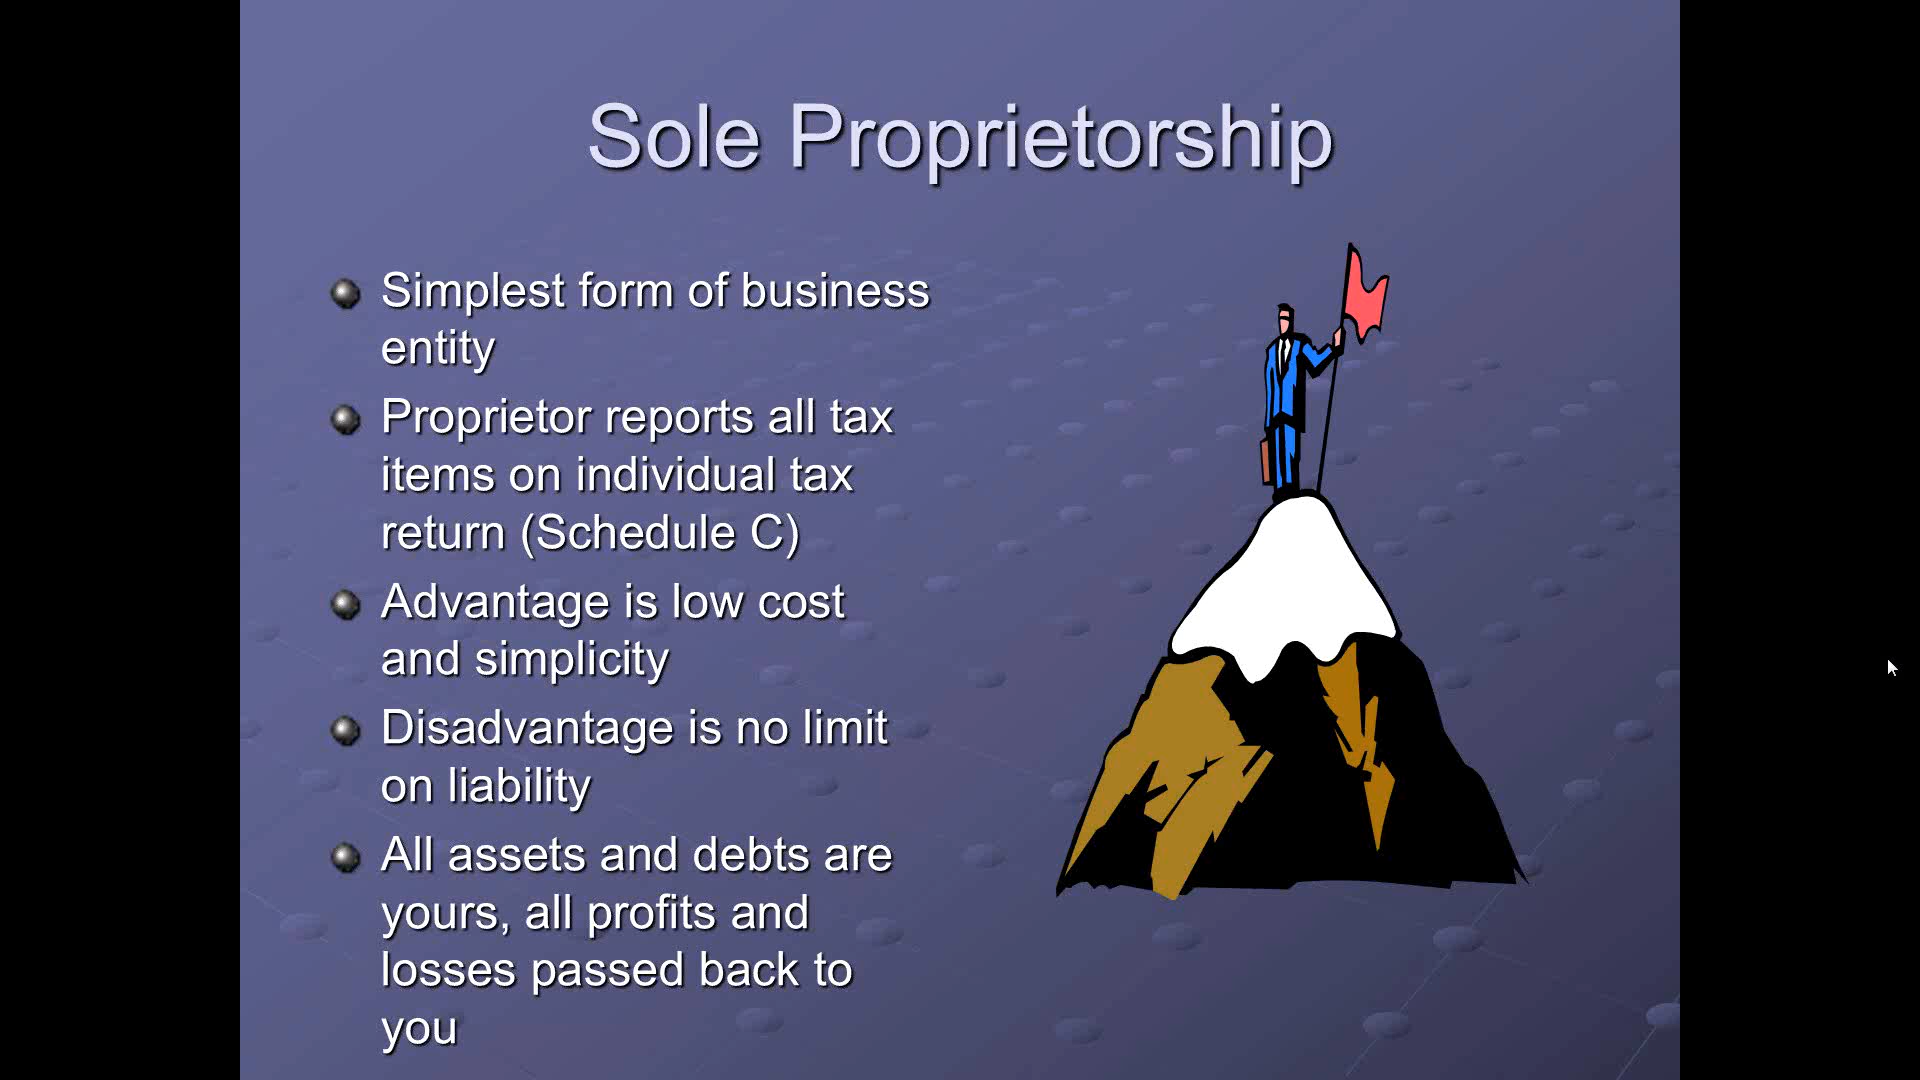 Sole Proprietorship
Simplest form of business
entity
Proprietor reports all tax
items on individual tax
return (Schedule C)
Advantage is low cost
and simplicity
Disadvantage is no limit
on liability
All assets and debts are
yours, all profits and
losses passed back to
you